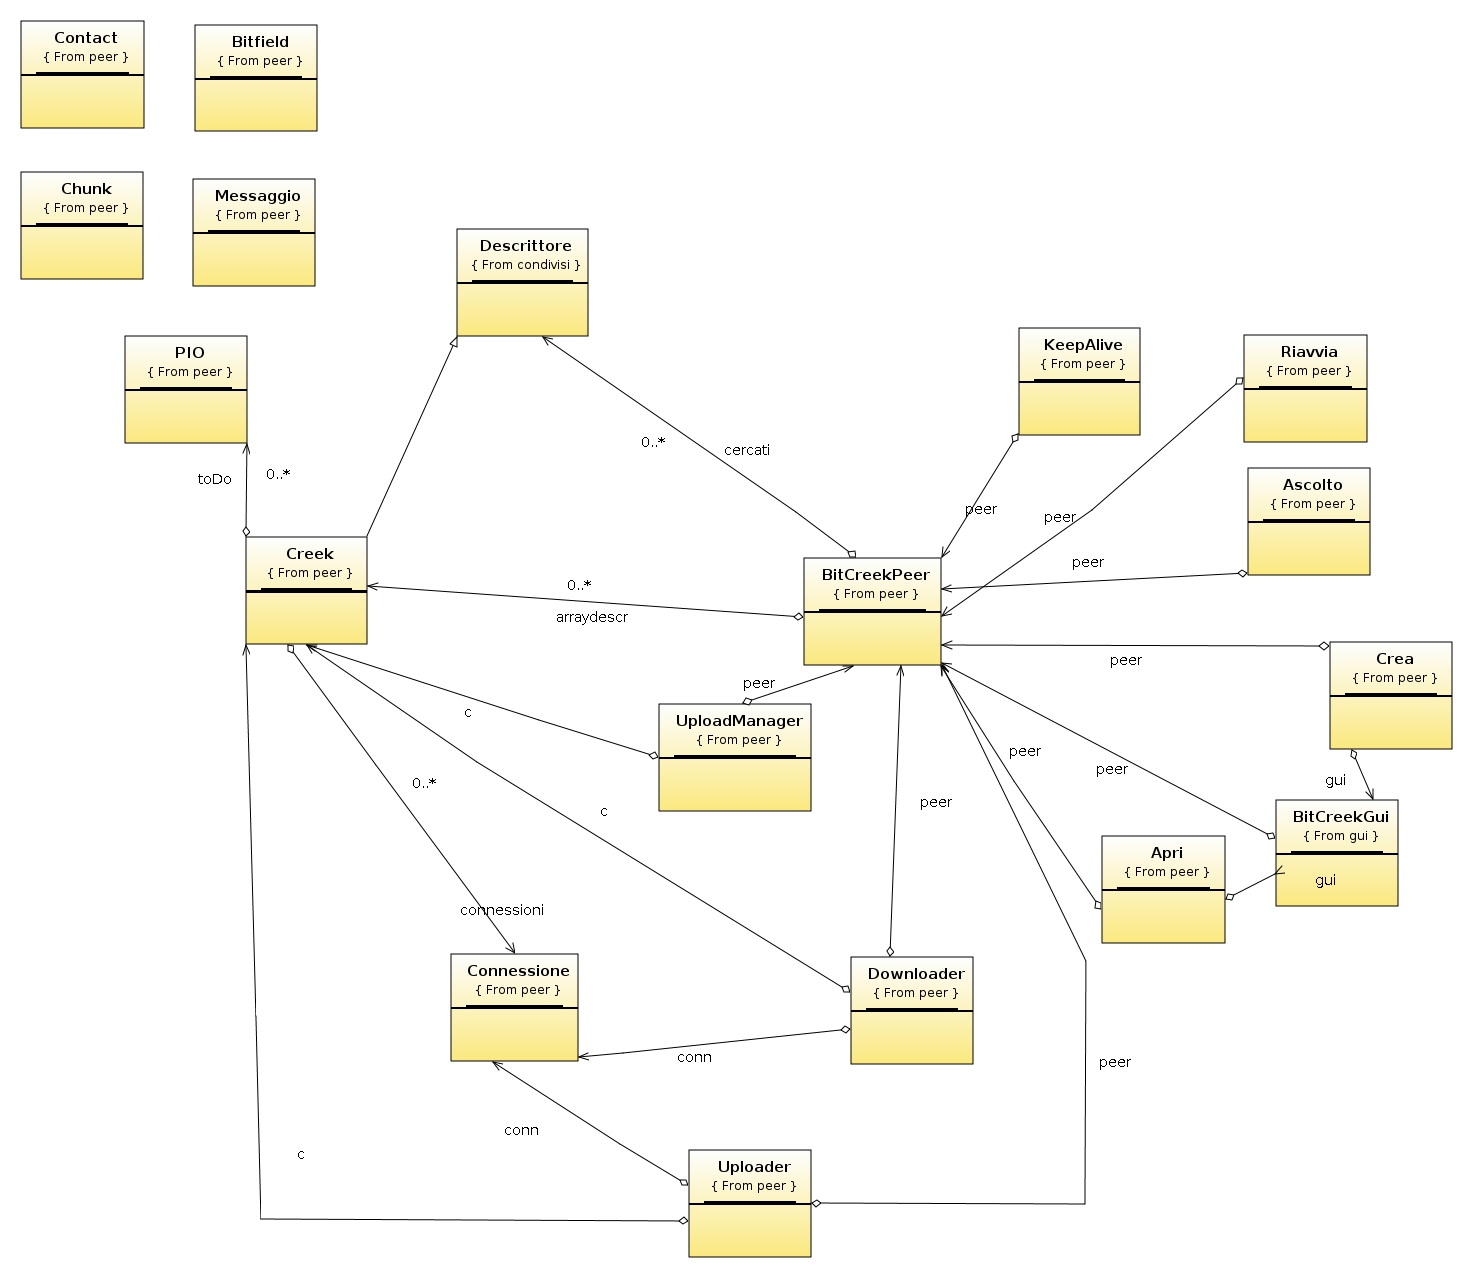 Contact
{ From peer }
Bitfield
{ From peer }
Chunk
{ From peer }
Messaggio
{ From peer }
Descrittore
{ From condivisi }
PIO
{ From peer }
KeepAlive
{ From peer }
Riavvia
{ From peer }
0..*
cercati
toDo
0..*
Ascolto
{ From peer }
peer
peer
peer
Creek
{ From peer }
0..*
arraydescr
BitCreekPeer
{ From peer }
peer
Crea
{ From peer }
peer
c
UploadManager
{ From peer }
peer
peer
gui
0..*
c
peer
BitCreekGui
{ From gui }
gui
Apri
{ From peer }
connessioni
Connessione
{ From peer }
Downloader
{ From peer }
conn
peer
conn
c
Uploader
{ From peer }